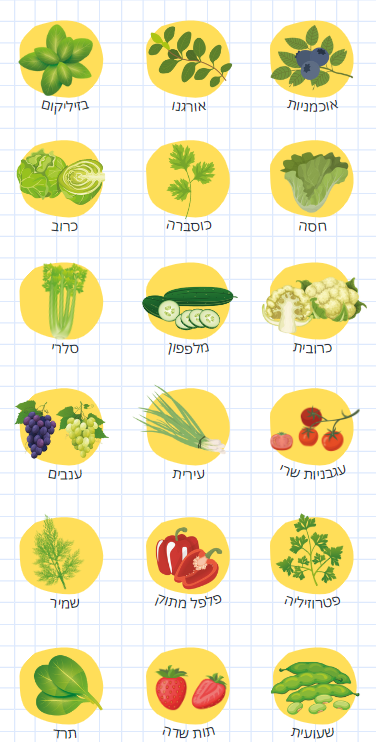 אוכמניות
אורגנו
בזיליקום
חסה
כוסברה
כרוב
כרובית
מלפפון
סלרי
עגבניות שרי
עירית
ענבים
פטרוזיליה
פלפל מתוק
שמיר
שעועית
תות שדה
תרד